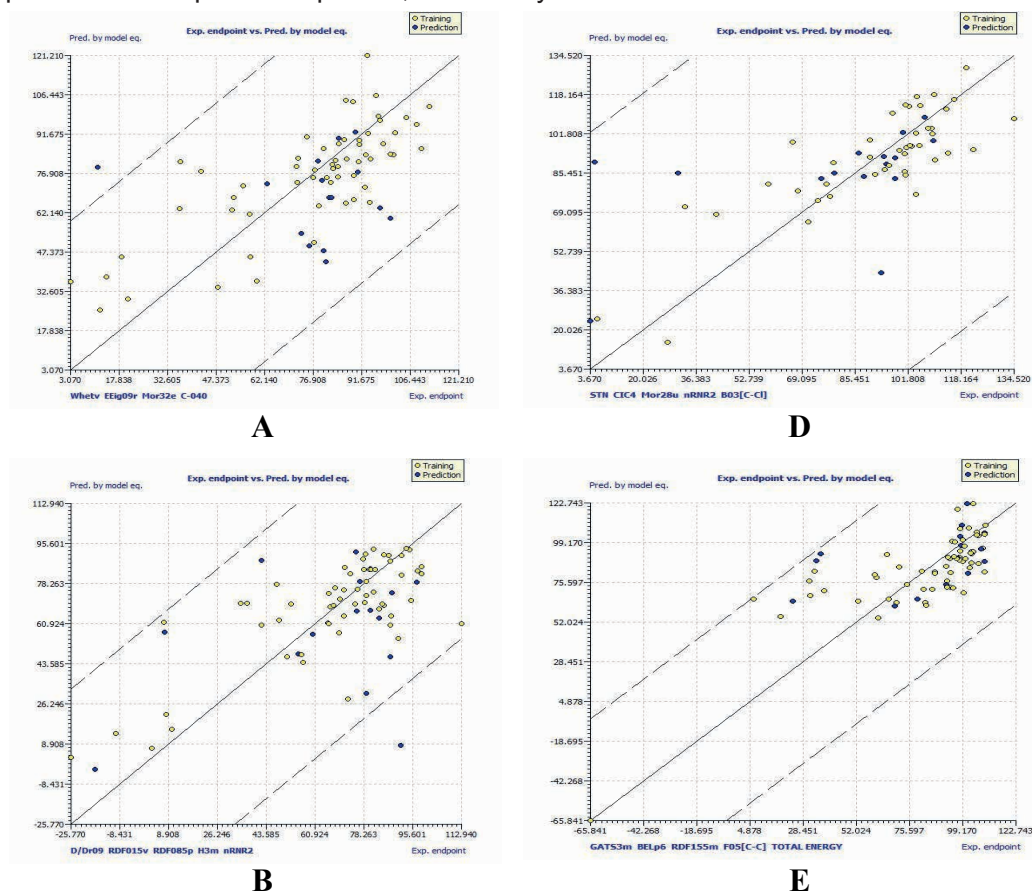 Training
Prediction
Exp. endpoint vs. Pred. by model eq.
Pred. by model eq.
121.210
106.443
91.675
76.908
62.140
47.373
32.605
17.838
3.070
3.070 17.838 32.605 47.373 62.140 76.908 91.675 106.443 121.210
Whetv EEig09r Mor32e C-040
Exp. endpoint
A
Training
Prediction
Exp. endpoint vs. Pred. by model eq.
Pred. by model eq.
134.520
118.164
101.808
85.451
69.095
52.739
36.383
20.026
3.670
3.670 20.026 36.383 52.739 69.095 85.451 101.808 118.164 134.520
STN CIC4 Mor28u nRNR2 B03[C-Cl]
Exp. endpoint
D
Training
Prediction
Exp. endpoint vs. Pred. by model eq.
Pred. by model eq.
112.940
95.601
78.263
60.924
43.585
26.246
8.908
-8.431
-25.770
-25.770 -8.431 8.908 26.246 43.585 60.924 78.263 95.601 112.940
D/Dr09 RDF015v RDF085p H3m nRNR2
Exp. endpoint
B
Training
Prediction
Exp. endpoint vs. Pred. by model eq.
Pred. by model eq.
122.743
99.170
75.597
52.024
28.451
4.878
-18.695
-42.268
-65.841
-65.841 -42.268 -18.695 4.878 28.451 52.024 75.597 99.170 122.743
GATS3m BELp6 RDF155m F05[C-C] TOTAL ENERGY
Exp. endpoint
E